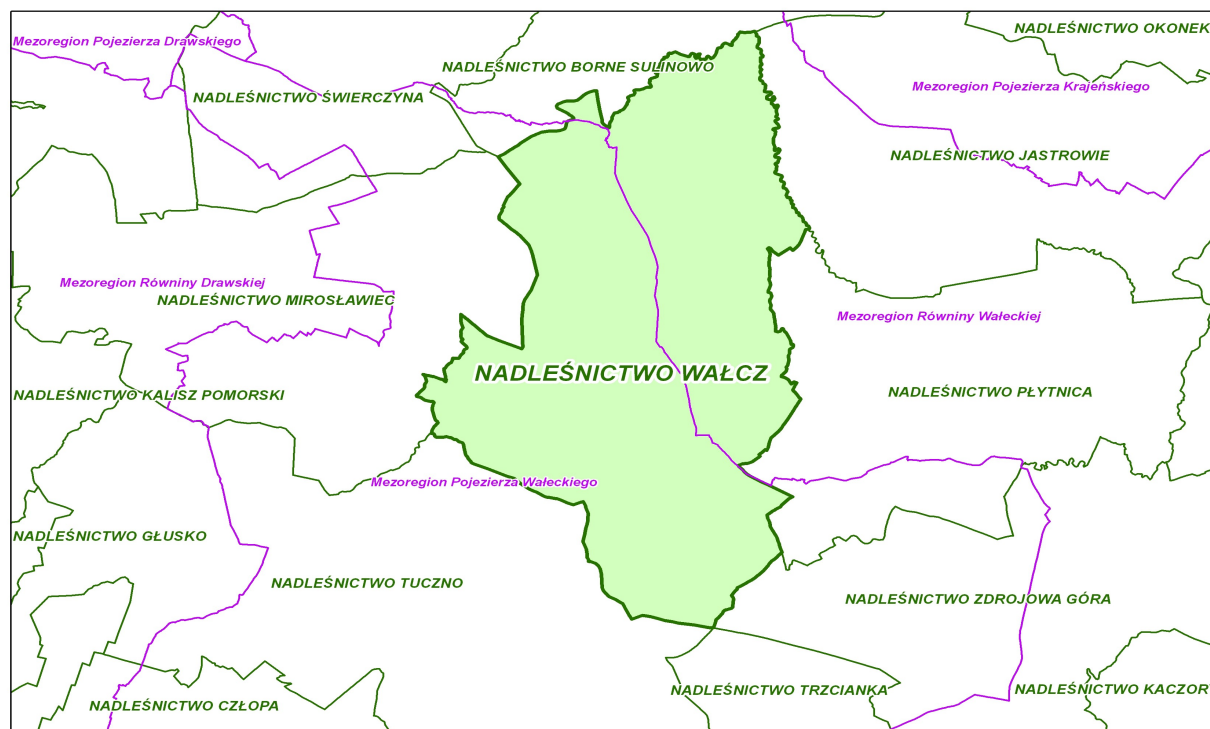 NADLEŚNICTWO OKONEK
Mezoregion Pojezierza Drawskiego
NADLEŚNICTWO BORNE SULINOWO
Mezoregion Pojezierza Krajeńskiego
NADLEŚNICTWO ŚWIERCZYNA
NADLEŚNICTWO JASTROWIE
Mezoregion Równiny Drawskiej
NADLEŚNICTWO MIROSŁAWIEC
Mezoregion Równiny Wałeckiej
NADLEŚNICTWO WAŁCZ
NADLEŚNICTWO KALISZ POMORSKI
NADLEŚNICTWO PŁYTNICA
Mezoregion Pojezierza Wałeckiego
NADLEŚNICTWO GŁUSKO
NADLEŚNICTWO TUCZNO
NADLEŚNICTWO ZDROJOWA GÓRA
NADLEŚNICTWO TRZCIANKA
NADLEŚNICTWO KACZORY
NADLEŚNICTWO CZŁOPA